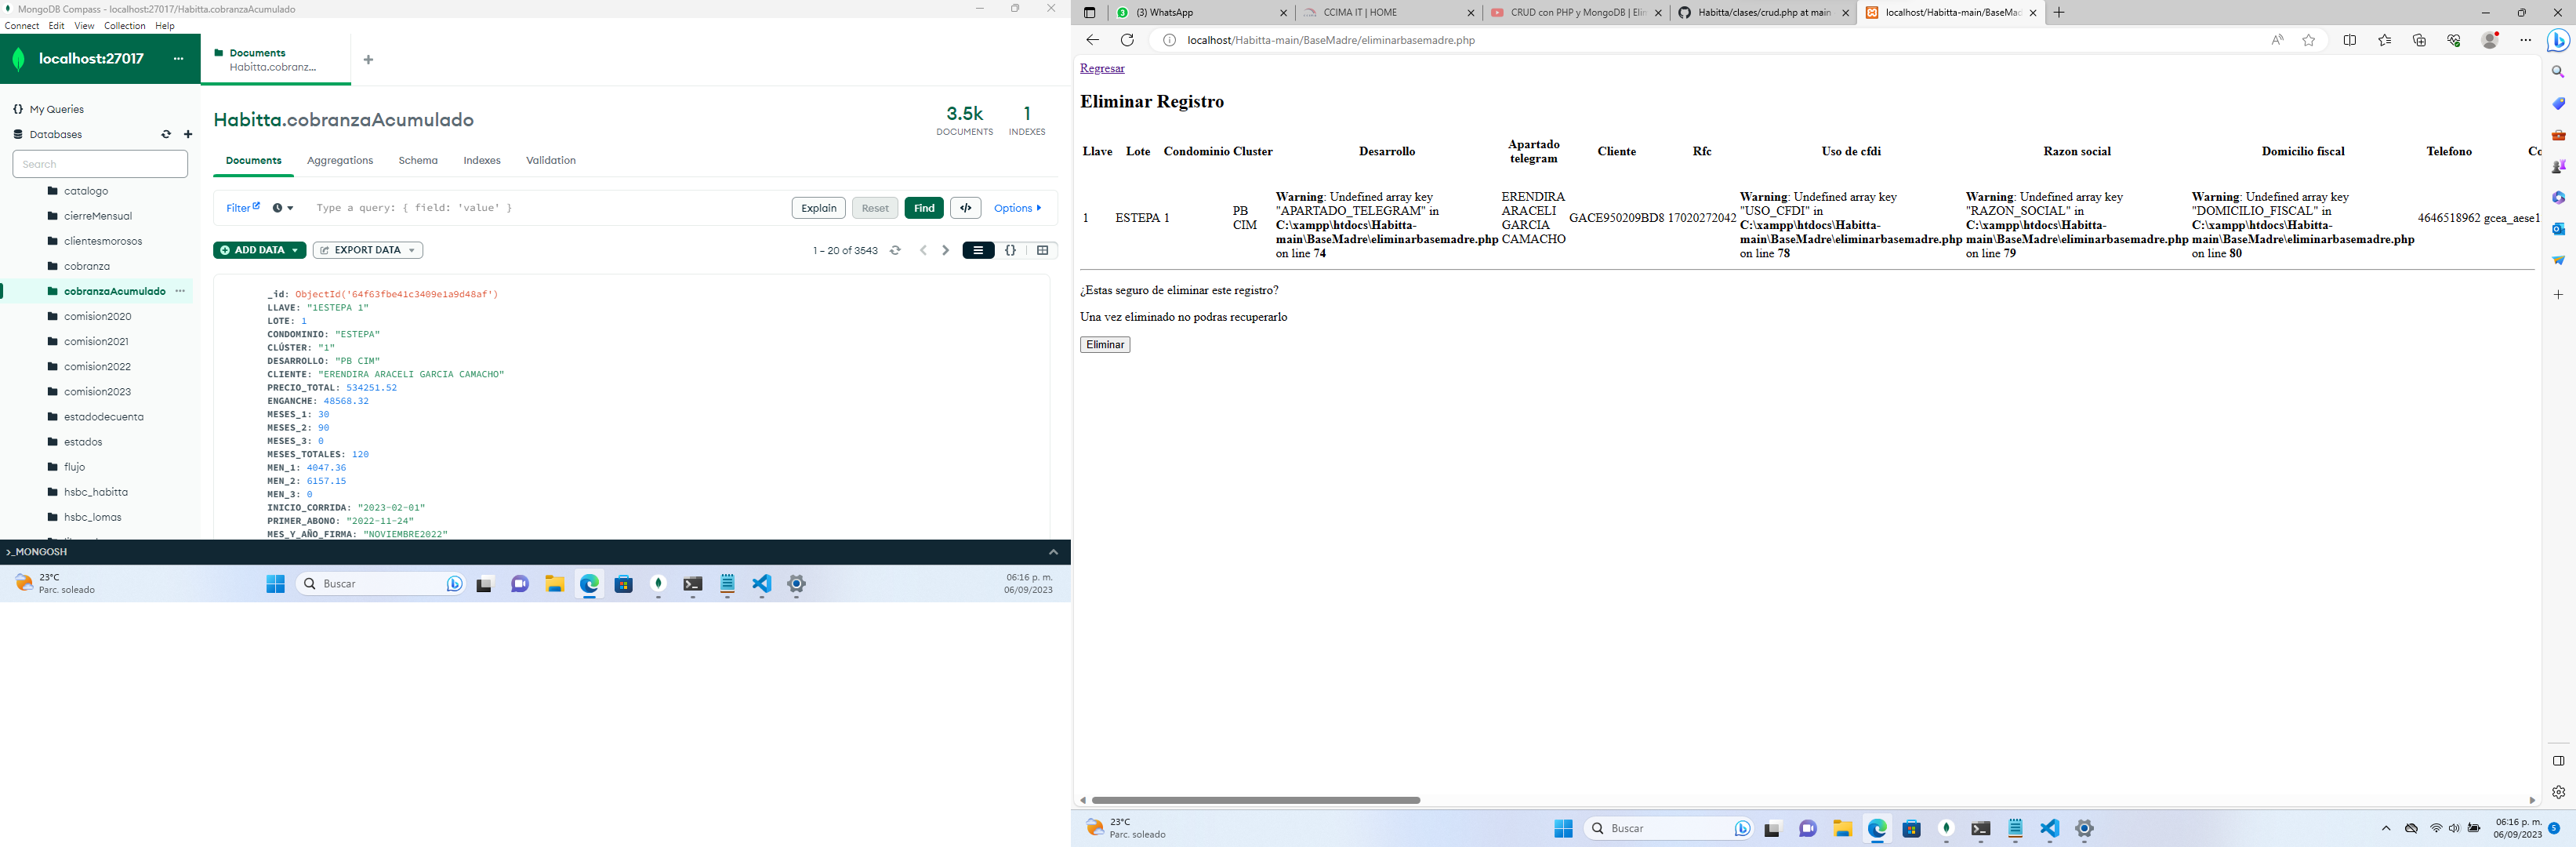 MongoDB Compass - localhost:27017/Habitta.cobranzaAcumulado
Connect Edit View Collection Help
localhost:27017
Documents
Habitta.cobranz...
My Queries
Databases
Search
catalogo
cierreMensual
clientesmorosos
cobranza
cobranzaAcumulado
comision2020
comision2021
comision2022
comision2023
estadodecuenta
estados
flujo
hsbc_habitta
hsbc_lomas
Habitta.cobranzaAcumulado
3.5k
DOCUMENTS
1
INDEXES
Documents Aggregations Schema Indexes Validation
Filter Type a query: { field: 'value' } Explain Reset Find </> Options
ADD DATA EXPORT DATA 1 – 20 of 3543
_id: ObjectId('64f63fbe41c3409e1a9d48af')
LLAVE: "1ESTEPA 1"
LOTE: 1
CONDOMINIO: "ESTEPA"
CLÚSTER: "1"
DESARROLLO: "PB CIM"
CLIENTE: "ERENDIRA ARACELI GARCIA CAMACHO"
PRECIO_TOTAL: 534251.52
ENGANCHE: 48568.32
MESES_1: 30
MESES_2: 90
MESES_3: 0
MESES_TOTALES: 120
MEN_1: 4047.36
MEN_2: 6157.15
MEN_3: 0
INICIO_CORRIDA: "2023-02-01"
PRIMER_ABONO: "2022-11-24"
MES_Y_AÑO_FIRMA: "NOVIEMBRE2022"
>_MONGOSH
23°C
Parc. soleado
Buscar
06:16 p. m.
06/09/2023
(3) WhatsApp
CCIMA IT | HOME
CRUD con PHP y MongoDB | Elim
Habitta/clases/crud.php at main
localhost/Habitta-main/BaseMad
localhost/Habitta-main/BaseMadre/eliminarbasemadre.php
Regresar
Eliminar Registro
Llave Lote Condominio Cluster Desarrollo Apartado telegram Cliente Rfc Uso de cfdi Razon social Domicilio fiscal Telefono Co
1 ESTEPA 1
PB CIM
Warning: Undefined array key
"APARTADO_TELEGRAM" in
C:\xampp\htdocs\Habitta-
main\BaseMadre\eliminarbasemadre.php
on line 74
ERENDIRA
ARACELI
GARCIA
CAMACHO
GACE950209BD8 17020272042
Warning: Undefined array key
"USO_CFDI" in
C:\xampp\htdocs\Habitta-
main\BaseMadre\eliminarbasemadre.php
on line 78
Warning: Undefined array key
"RAZON_SOCIAL" in
C:\xampp\htdocs\Habitta-
main\BaseMadre\eliminarbasemadre.php
on line 79
Warning: Undefined array key
"DOMICILIO_FISCAL" in
C:\xampp\htdocs\Habitta-
main\BaseMadre\eliminarbasemadre.php
on line 80
4646518962 gcea_aese1
¿Estas seguro de eliminar este registro?
Una vez eliminado no podras recuperarlo
Eliminar
23°C
Parc. soleado
Buscar
06:16 p. m.
06/09/2023
5